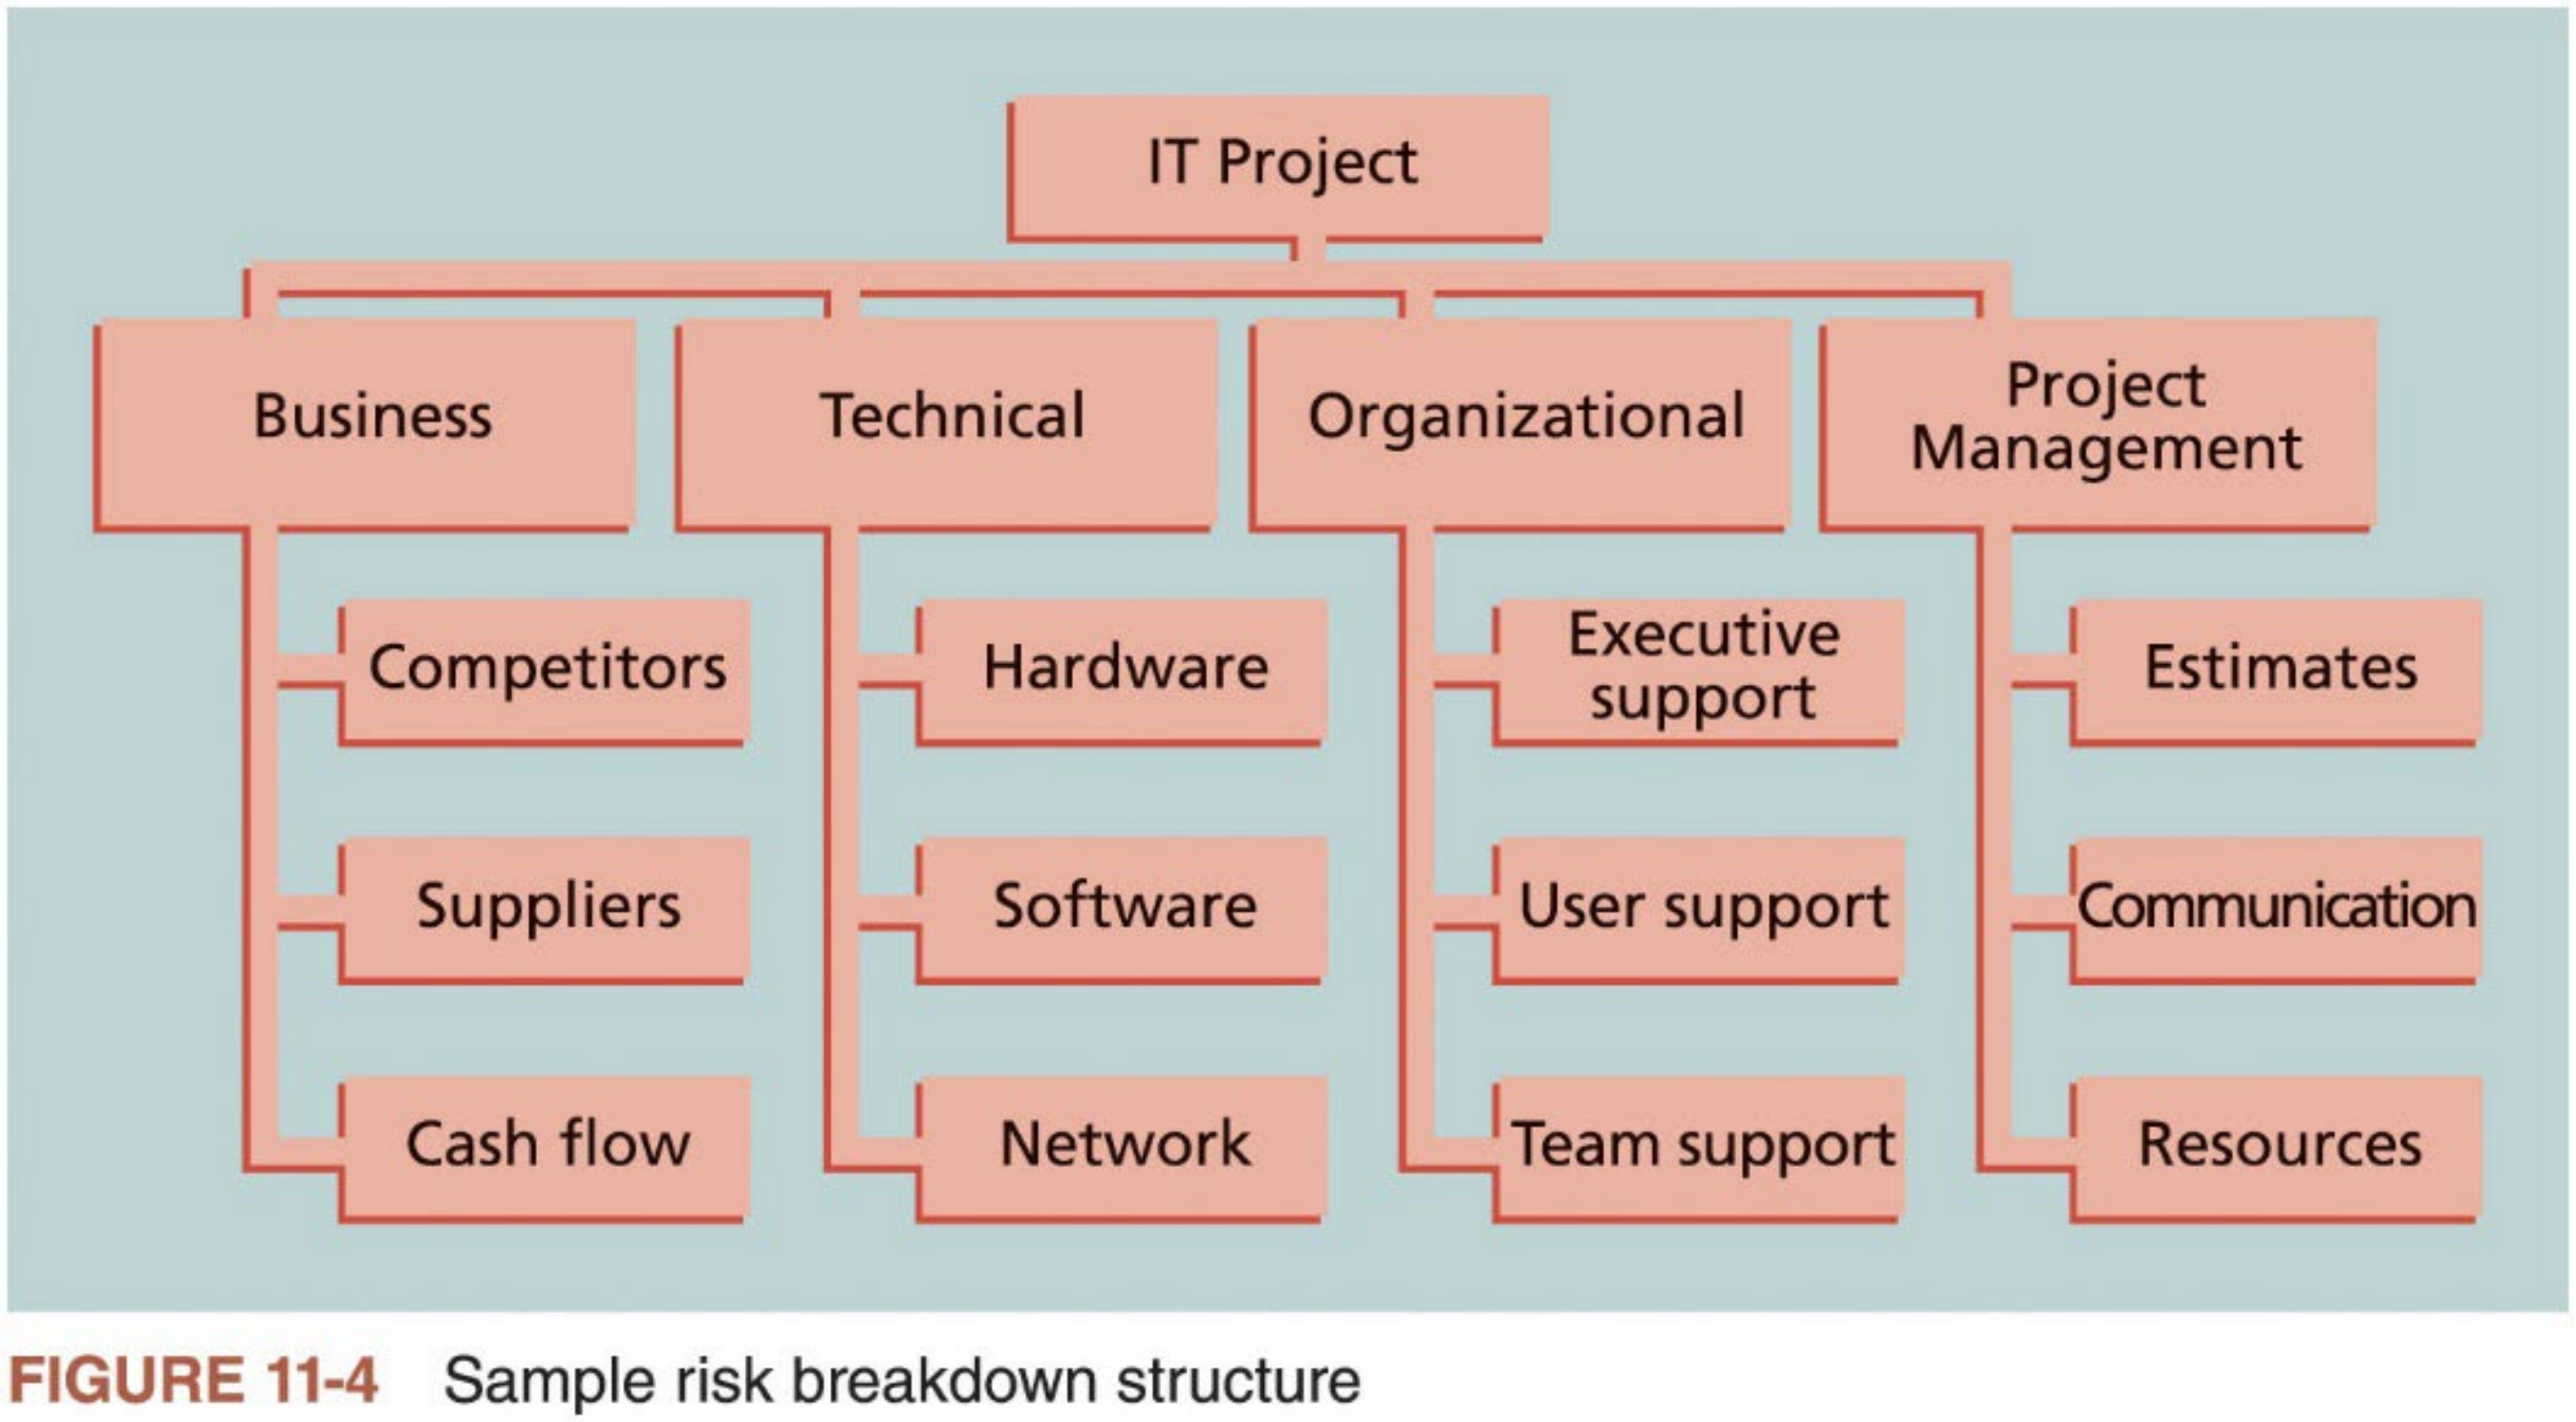 IT Project
Business
Technical
Organizational
Project
Management
Competitors
Hardware
Executive
support
Estimates
Suppliers
Software
User support
Communication
Cash flow
Network
Team support
Resources
FIGURE 11-4 Sample risk breakdown structure